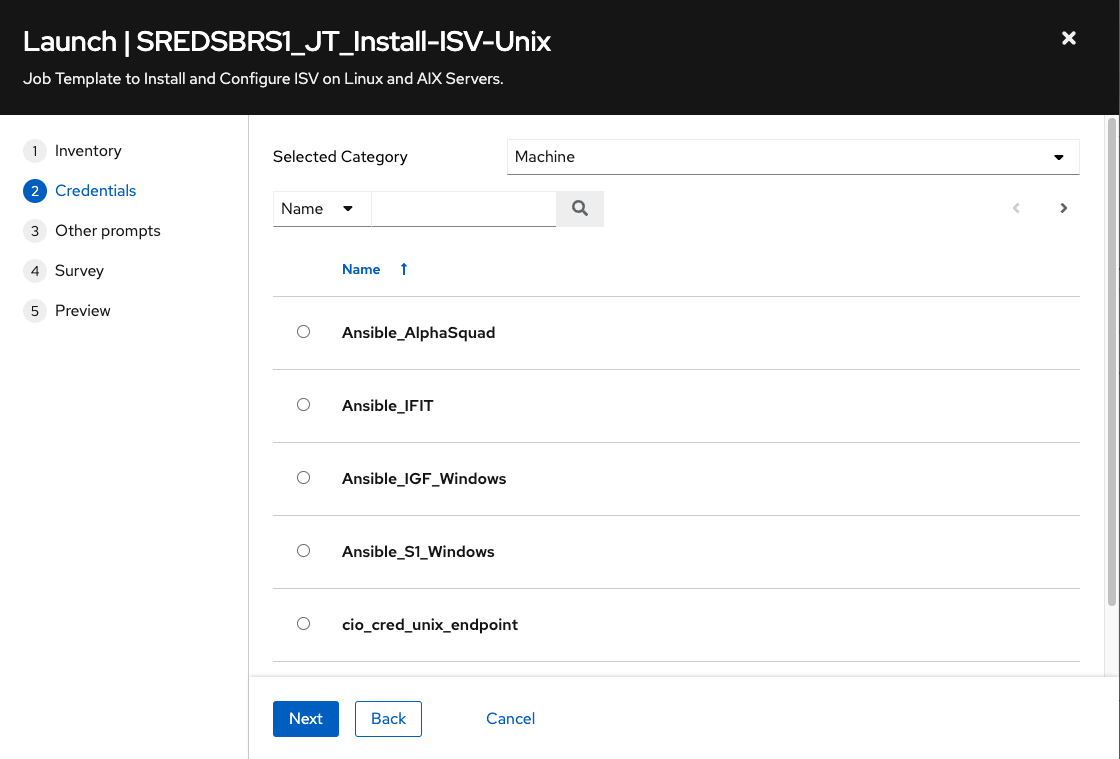 Launch | SREDSBRS1_JT_Install-ISV-Unix
Job Template to Install and Configure ISV on Linux and AIX Servers.
1 Inventory
2 Credentials
3 Other prompts
4 Survey
5 Preview
Selected Category Machine
Name
Name
Ansible_AlphaSquad
Ansible_IFIT
Ansible_IGF_Windows
Ansible_S1_Windows
cio_cred_unix_endpoint
Next Back Cancel